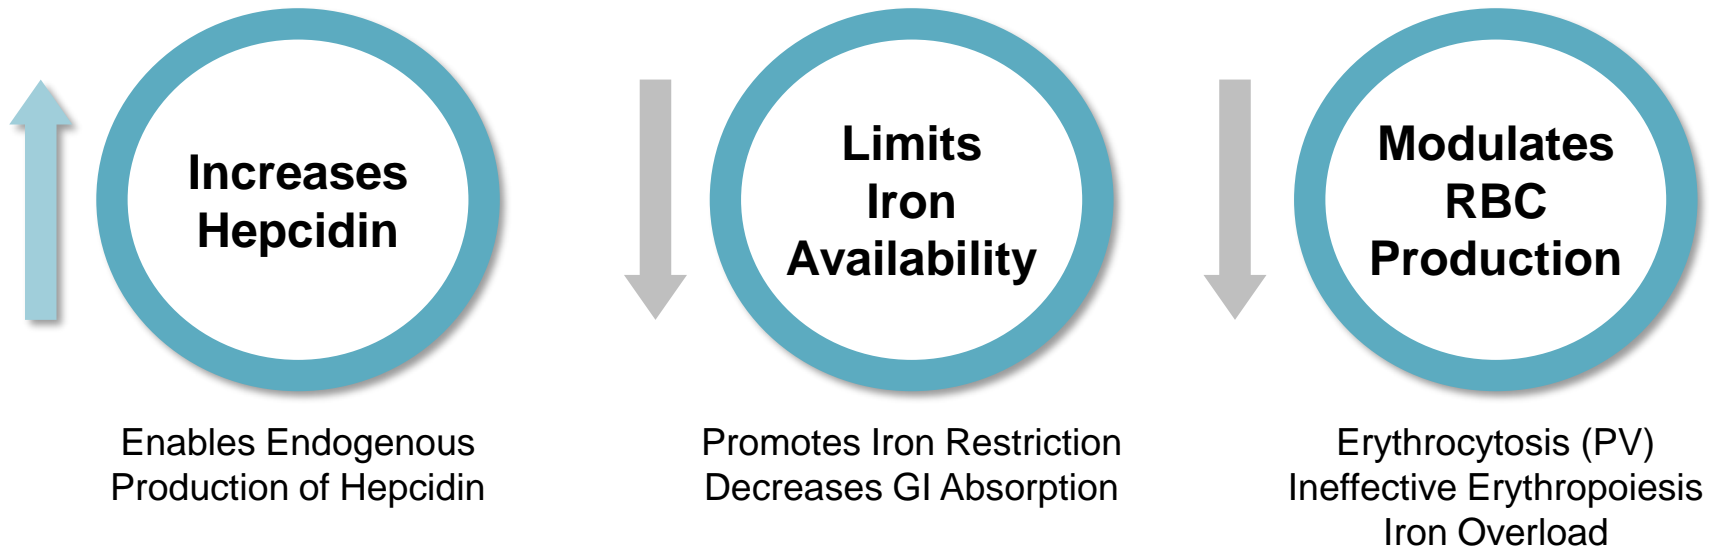 Increases
Hepcidin
Enables Endogenous
Production of Hepcidin
Limits
Iron
Availability
Promotes Iron Restriction
Decreases GI Absorption
Modulates
RBC
Production
Erythrocytosis (PV)
Ineffective Erythropoiesis
Iron Overload